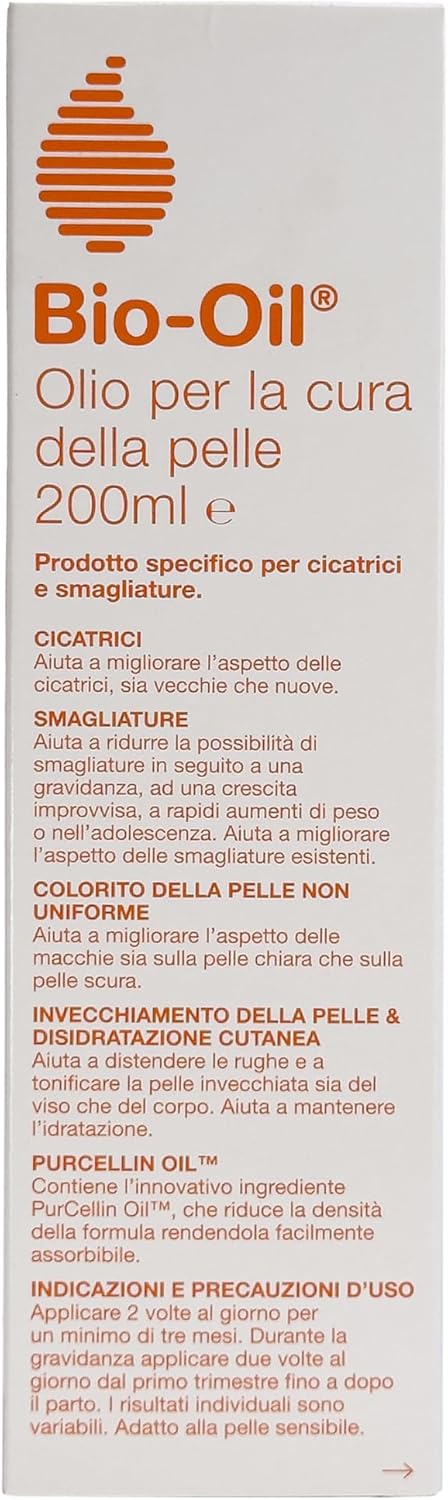 Bio-Oil®
Olio per la cura
della pelle
200ml ℮
Prodotto specifico per cicatrici
e smagliature.
CICATRICI
Aiuta a migliorare l'aspetto delle
cicatrici, sia vecchie che nuove.
SMAGLIATURE
Aiuta a ridurre la possibilità di
smagliature in seguito a una
gravidanza, ad una crescita
improvvisa, a rapidi aumenti di peso
o nell'adolescenza. Aiuta a migliorare
l'aspetto delle smagliature esistenti.
COLORITO DELLA PELLE NON
UNIFORME
Aiuta a migliorare l'aspetto delle
macchie sia sulla pelle chiara che sulla
pelle scura.
INVECCHIAMENTO DELLA PELLE &
DISIDRATAZIONE CUTANEA
Aiuta a distendere le rughe e a
tonificare la pelle invecchiata sia del
viso che del corpo. Aiuta a mantenere
l'idratazione.
PURCELLIN OIL™
Contiene l'innovativo ingrediente
PurCellin Oil™, che riduce la densità
della formula rendendola facilmente
assorbibile.
INDICAZIONI E PRECAUZIONI D'USO
Applicare 2 volte al giorno per
un minimo di tre mesi. Durante la
gravidanza applicare due volte al
giorno dal primo trimestre fino a dopo
il parto. I risultati individuali sono
variabili. Adatto alla pelle sensibile.